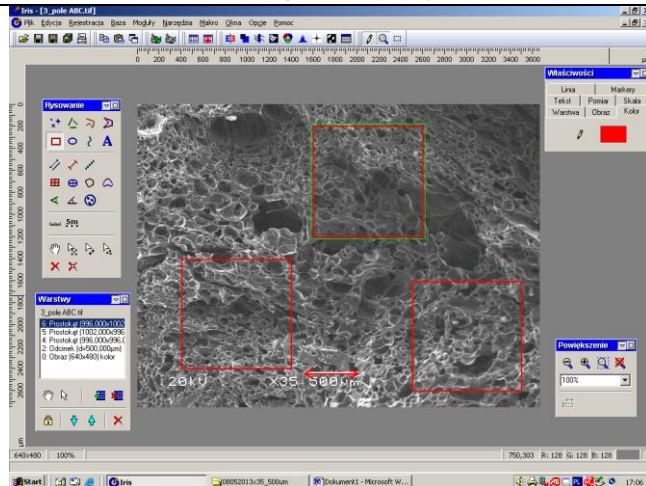 Iris - [3_pole ABC.tif]
Plik Edycja Rejestracja Baza Moduły Narzędzia Makro Okna Opcje Pomoc
0 200 400 600 800 1000 1200 1400 1600 1800 2000 2200 2400 2600 2800 3000 3200 3400 3600
Rysowanie
A
5m
Warstwy
3_pole ABC.tif
6: Prostokąt (996,000x1002
5: Prostokąt (1002,000x996
4: Prostokąt (996,000x996,0
2: Odcinek (d=500,000µm)
0: Obraz (640x480) kolor
20kV X35 500µm
Właściwości
Linia Markery
Tekst Pomiar Skala
Warstwa Obraz Kolor
Powiększenie
100%
640x480 100% 750,303 R: 128 G: 128 B: 128
Start Iris 08052013x35_500um Dokument1 - Microsoft W... PL 17:06